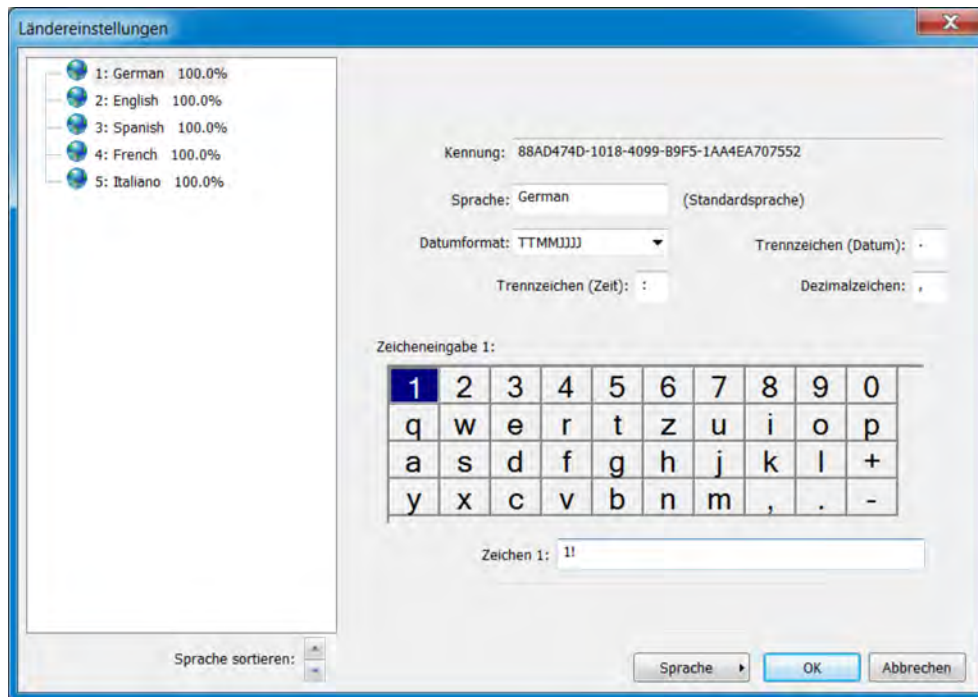 Ländereinstellungen
1: German 100.0%
2: English 100.0%
3: Spanish 100.0%
4: French 100.0%
5: Italiano 100.0%
Kennung: 88AD474D-1018-4099-B9F5-1AA4EA707552
Sprache: German (Standardsprache)
Datumformat: TTMMJJJJ Trennzeichen (Datum): .
Trennzeichen (Zeit): : Dezimalzeichen: ,
Zeicheneingabe 1:
1 2 3 4 5 6 7 8 9 0
q w e r t z u i o p
a s d f g h j k l +
y x c v b n m , . -
Zeichen 1: 1!
Sprache sortieren:
Sprache OK Abbrechen